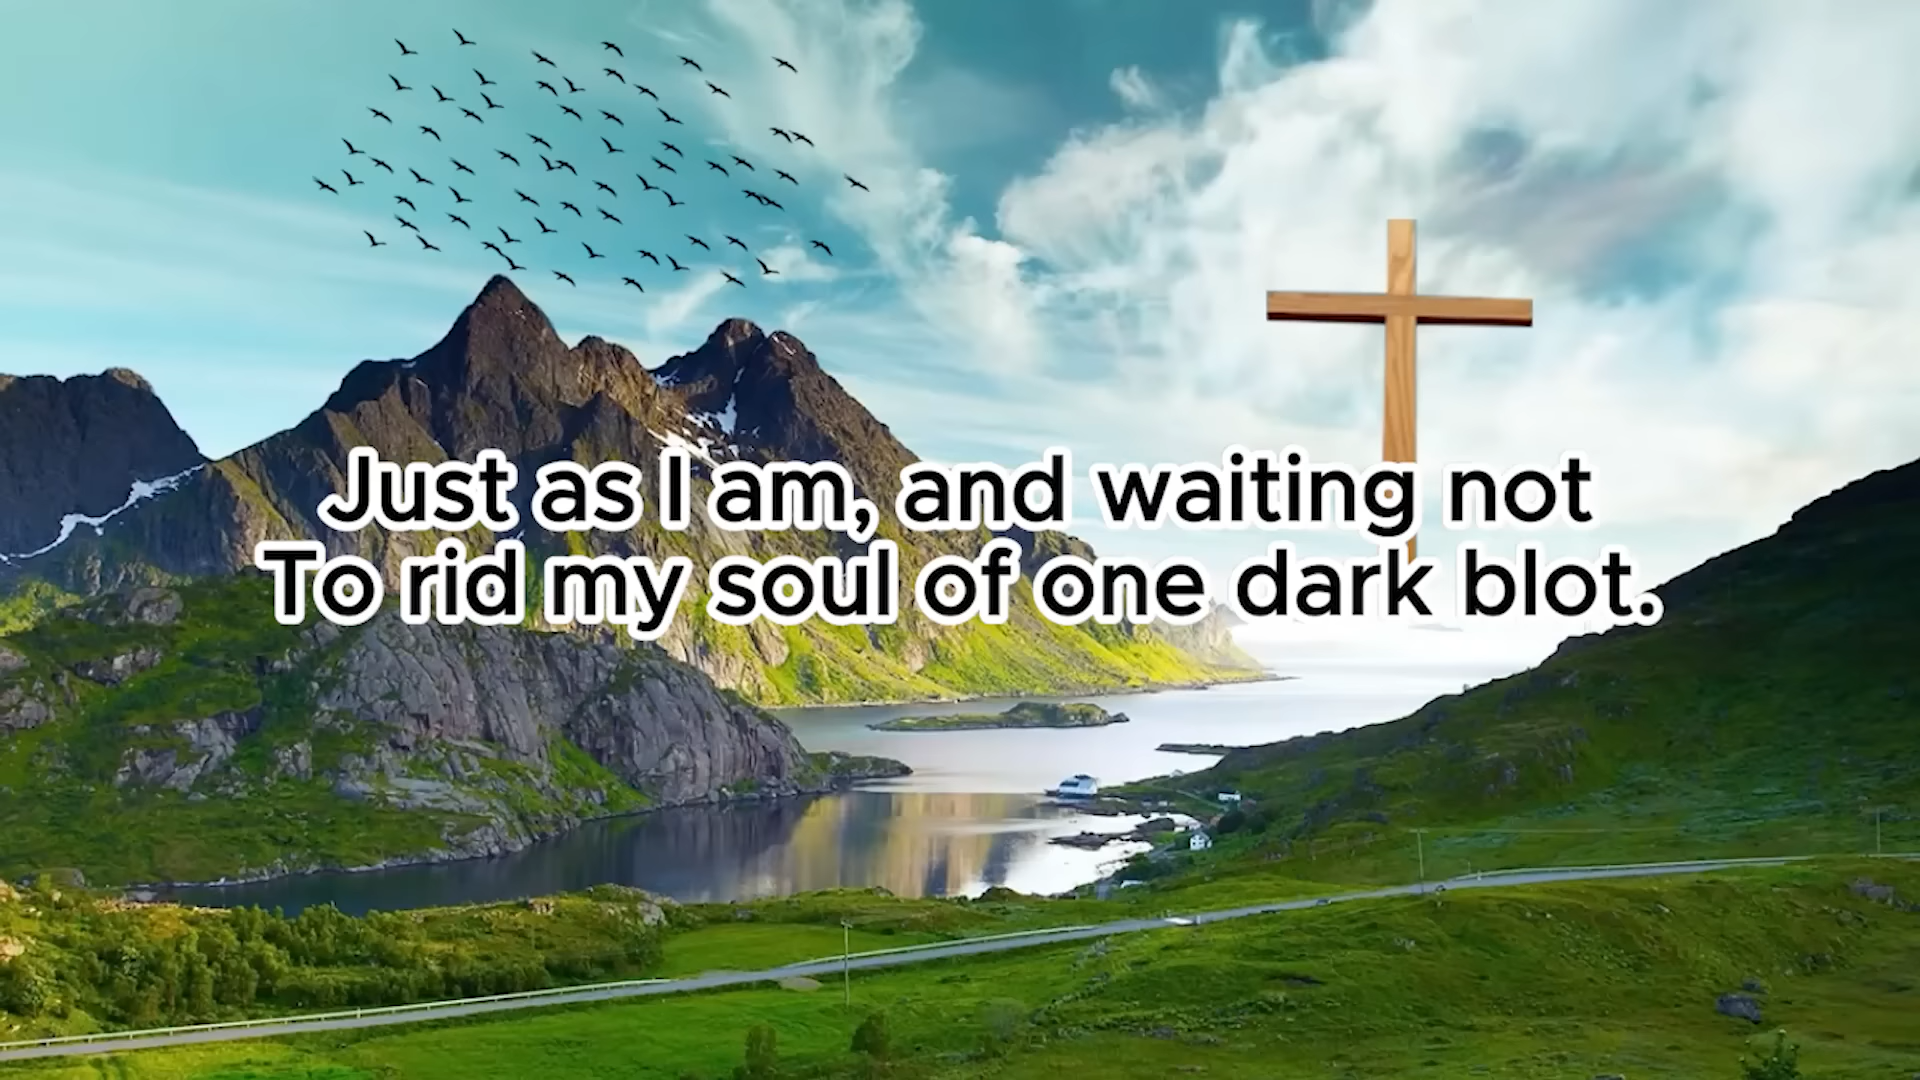 Just as I am, and waiting not
To rid my soul of one dark blot.